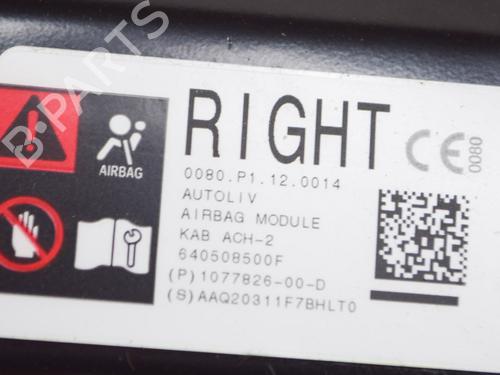 RIGHT
CE
0080
0080.P1.12.0014
AUTOLIV
AIRBAG MODULE
KAB ACH-2
640508500F
(P)1077826-00-D
(S)AAQ20311F7BHLT0
AIRBAG
B-PARTS